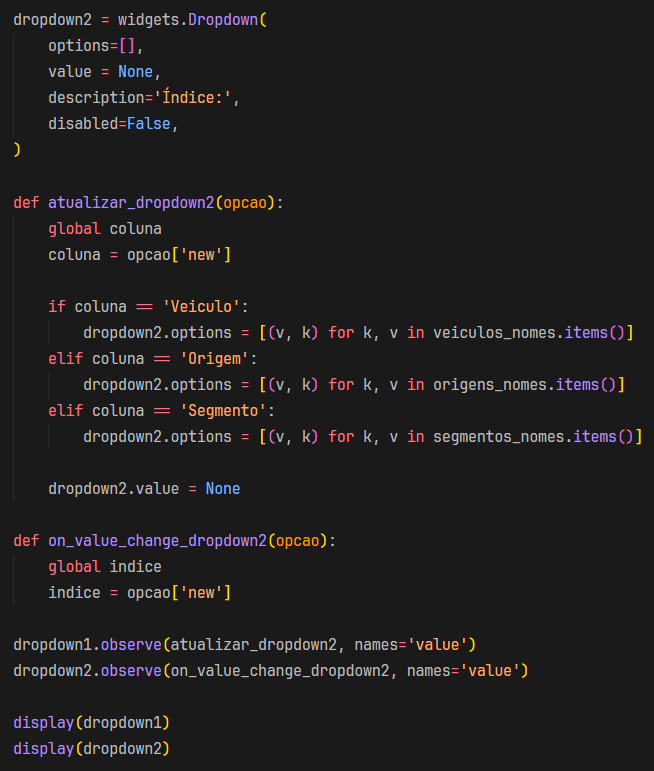 dropdown2 = widgets.Dropdown(
    options=[],
    value = None,
    description='Índice:',
    disabled=False,
)

def atualizar_dropdown2(opcao):
    global coluna
    coluna = opcao['new']

    if coluna == 'Veiculo':
        dropdown2.options = [(v, k) for k, v in veiculos_nomes.items()]
    elif coluna == 'Origem':
        dropdown2.options = [(v, k) for k, v in origens_nomes.items()]
    elif coluna == 'Segmento':
        dropdown2.options = [(v, k) for k, v in segmentos_nomes.items()]

    dropdown2.value = None

def on_value_change_dropdown2(opcao):
    global indice
    indice = opcao['new']

dropdown1.observe(atualizar_dropdown2, names='value')
dropdown2.observe(on_value_change_dropdown2, names='value')

display(dropdown1)
display(dropdown2)